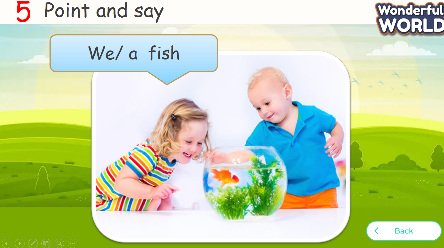 5 Point and say
Wonderful
WORLD
We/ a fish
Back